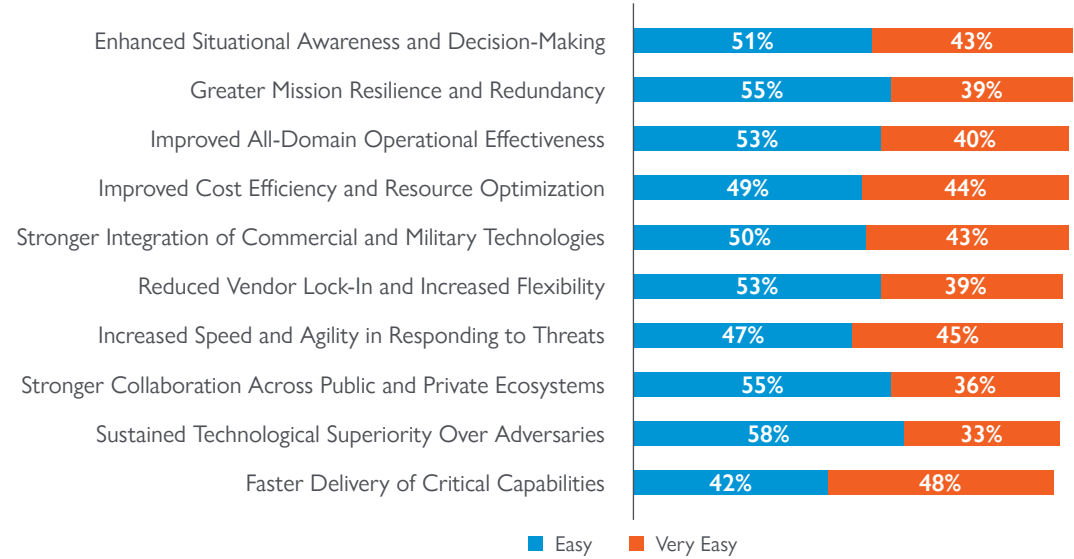 Enhanced Situational Awareness and Decision-Making 51% 43%
Greater Mission Resilience and Redundancy 55% 39%
Improved All-Domain Operational Effectiveness 53% 40%
Improved Cost Efficiency and Resource Optimization 49% 44%
Stronger Integration of Commercial and Military Technologies 50% 43%
Reduced Vendor Lock-In and Increased Flexibility 53% 39%
Increased Speed and Agility in Responding to Threats 47% 45%
Stronger Collaboration Across Public and Private Ecosystems 55% 36%
Sustained Technological Superiority Over Adversaries 58% 33%
Faster Delivery of Critical Capabilities 42% 48%
Easy Very Easy